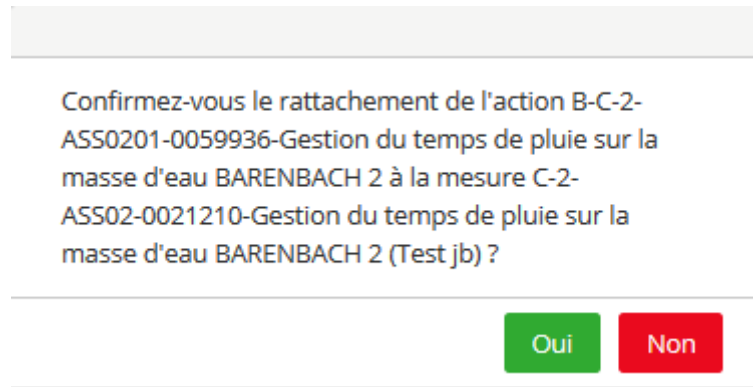 Confirmez-vous le rattachement de l'action B-C-2-
ASS0201-0059936-Gestion du temps de pluie sur la
masse d'eau BARENBACH 2 à la mesure C-2-
ASS02-0021210-Gestion du temps de pluie sur la
masse d'eau BARENBACH 2 (Test jb) ?
Oui
Non